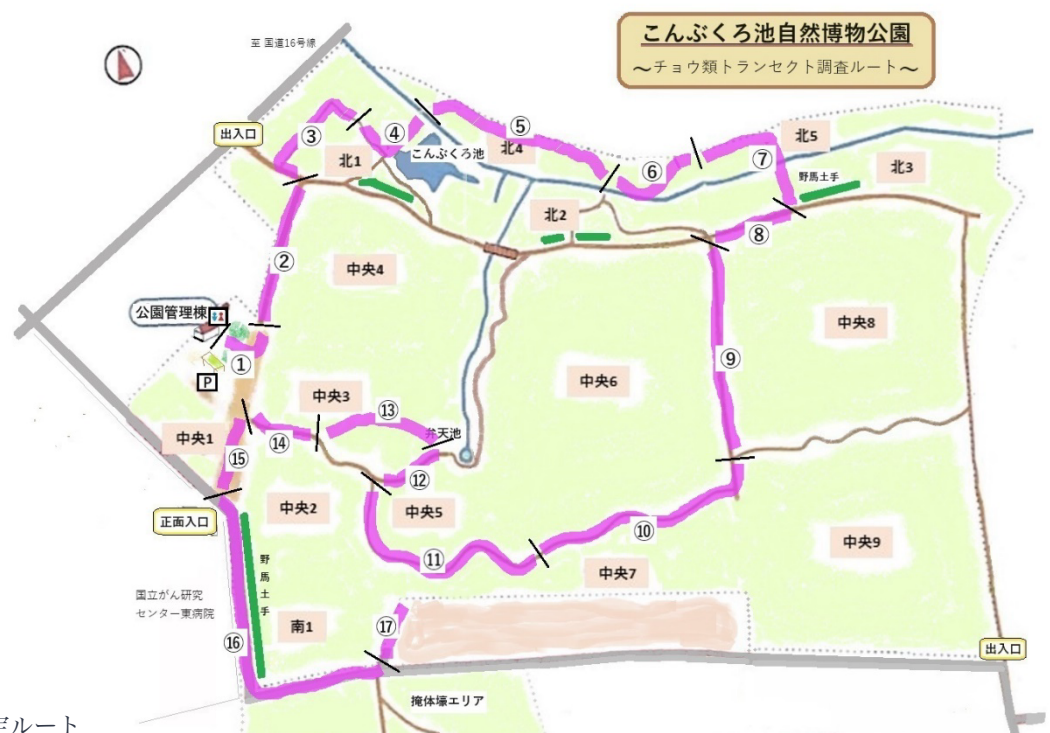 こんぶくろ池自然博物公園
～チョウ類トランセクト調査ルート～
至 国道16号線
出入口
③
④
⑤
北4
北5
こんぶくろ池
北1
⑥
⑦
北3
野馬土手
北2
⑧
②
中央4
公園管理棟
中央8
①
⑨
中央6
P
中央3
⑬
弁天池
中央1
⑭
⑮
⑫
正面入口
中央2
中央5
⑩
中央9
⑪
中央7
野馬土手
国立がん研究
センター東病院
南1
⑰
⑯
出入口
掩体壕エリア
ルート